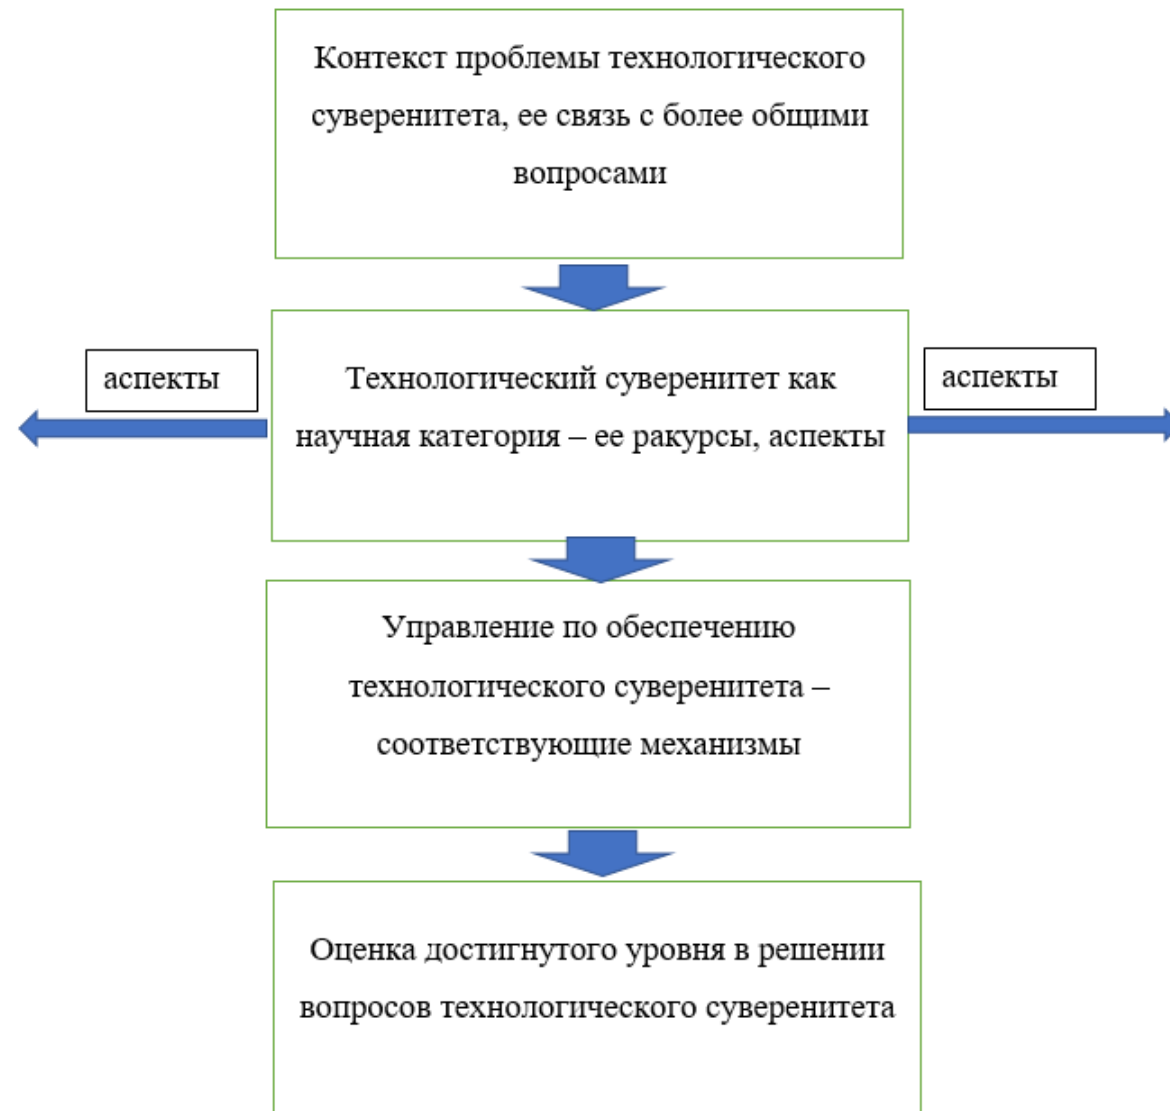 Контекст проблемы технологического
суверенитета, ее связь с более общими
вопросами
аспекты
Технологический суверенитет как
научная категория – ее ракурсы, аспекты
аспекты
Управление по обеспечению
технологического суверенитета –
соответствующие механизмы
Оценка достигнутого уровня в решении
вопросов технологического суверенитета